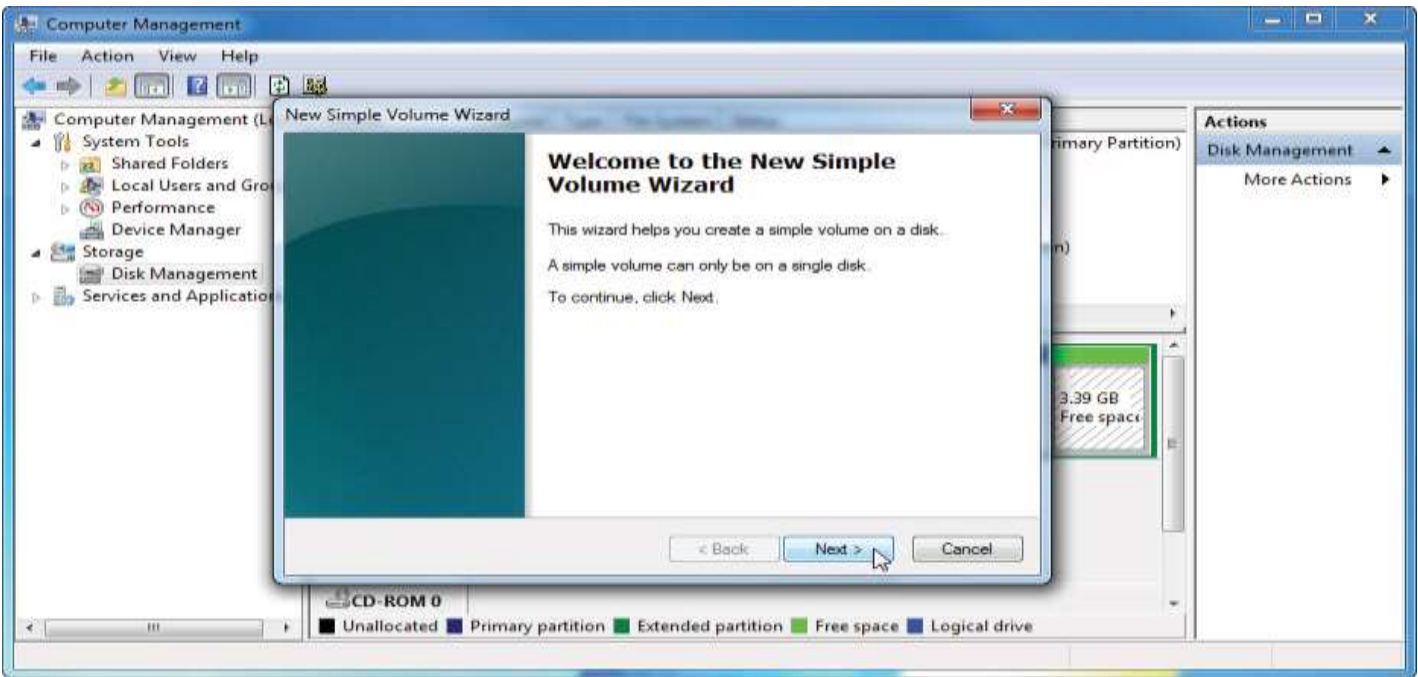 Computer Management
File Action View Help
Computer Management (L
System Tools
Shared Folders
Local Users and Gro
Performance
Device Manager
Storage
Disk Management
Services and Application
New Simple Volume Wizard
Welcome to the New Simple
Volume Wizard
This wizard helps you create a simple volume on a disk.
A simple volume can only be on a single disk.
To continue, click Next.
< Back Next > Cancel
rimary Partition)
n)
3.39 GB
Free space
CD-ROM 0
Unallocated Primary partition Extended partition Free space Logical drive
Actions
Disk Management
More Actions